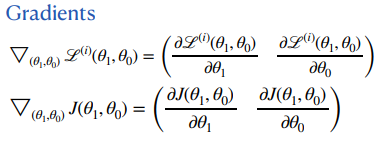 Gradients
∇(θ₁,θ₀) ℒ⁽ⁱ⁾(θ₁, θ₀) = ( ∂ℒ⁽ⁱ⁾(θ₁, θ₀)/∂θ₁   ∂ℒ⁽ⁱ⁾(θ₁, θ₀)/∂θ₀ )
∇(θ₁,θ₀) J(θ₁, θ₀) = ( ∂J(θ₁, θ₀)/∂θ₁   ∂J(θ₁, θ₀)/∂θ₀ )